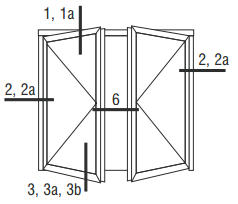 1, 1a
2, 2a
2, 2a
6
3, 3a, 3b